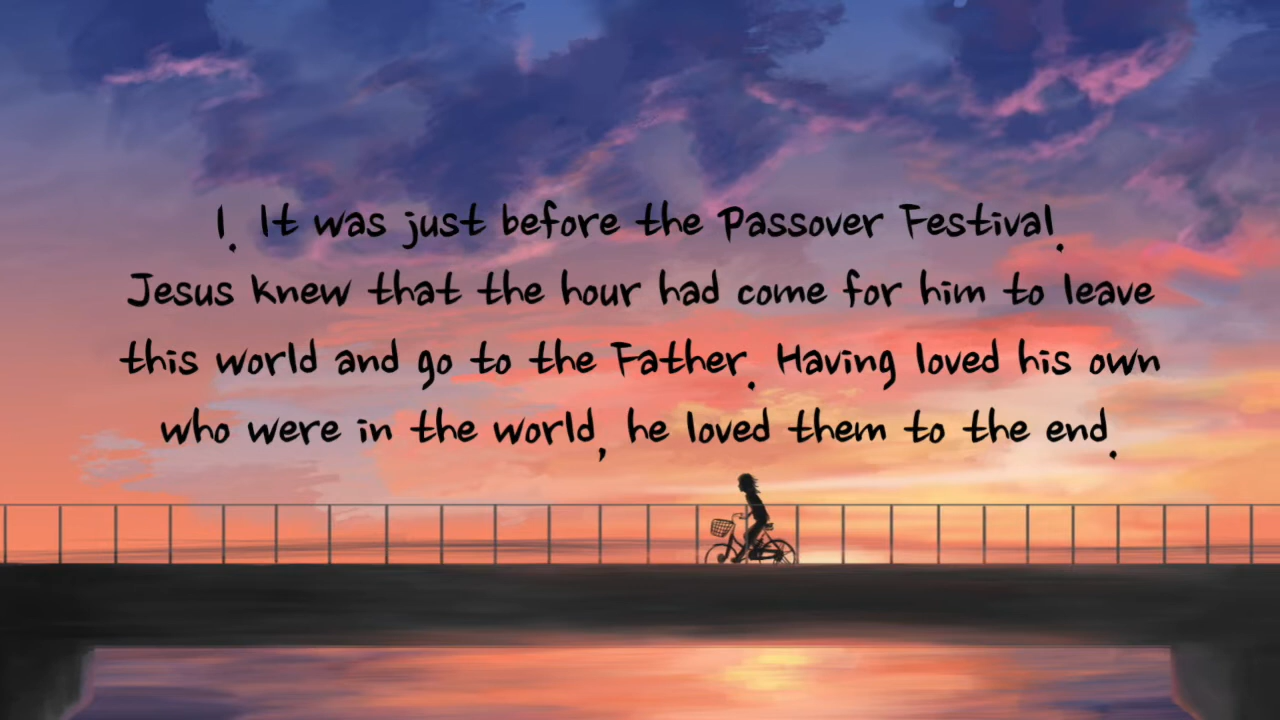 1. It was just before the Passover Festival.
Jesus knew that the hour had come for him to leave
this world and go to the Father. Having loved his own
who were in the world, he loved them to the end.